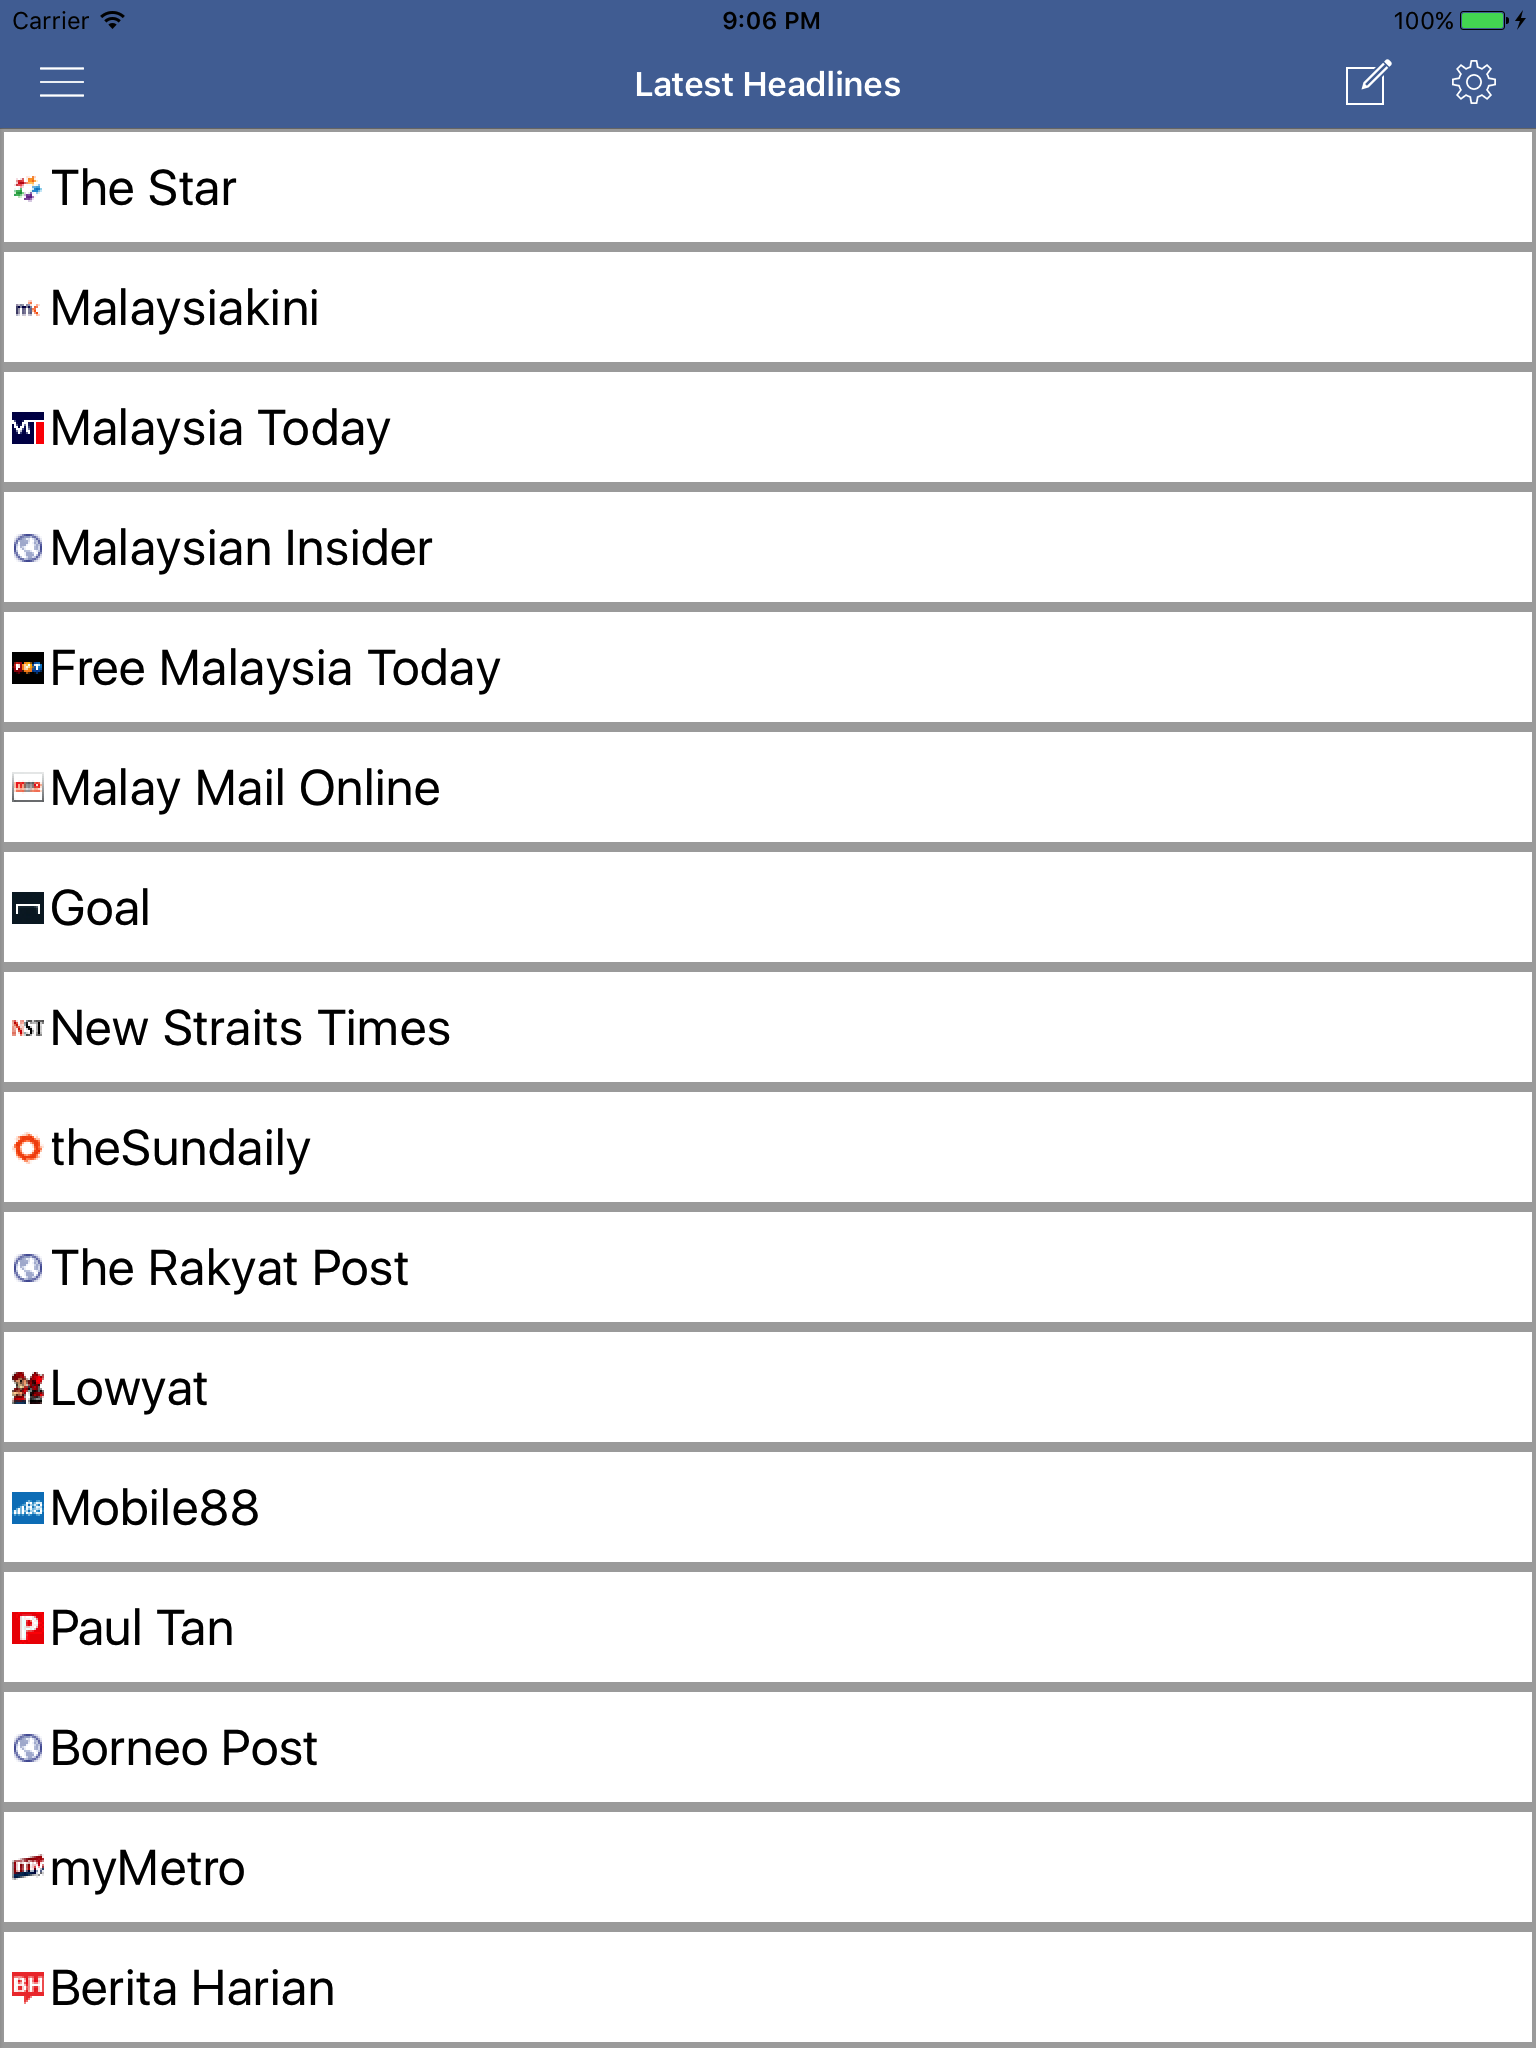 Carrier 9:06 PM 100%
Latest Headlines
The Star
mk Malaysiakini
MT Malaysia Today
Malaysian Insider
FMT Free Malaysia Today
mmo Malay Mail Online
Goal
NST New Straits Times
theSundaily
The Rakyat Post
Lowyat
88 Mobile88
P Paul Tan
Borneo Post
my myMetro
BH Berita Harian